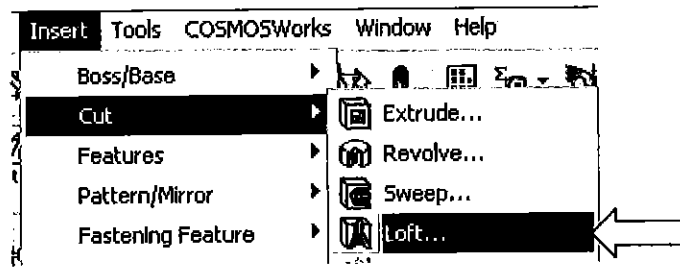 Insert Tools COSMOSWorks Window Help
Boss/Base
Cut
Extrude...
Features
Revolve...
Pattern/Mirror
Sweep...
Fastening Feature
Loft...